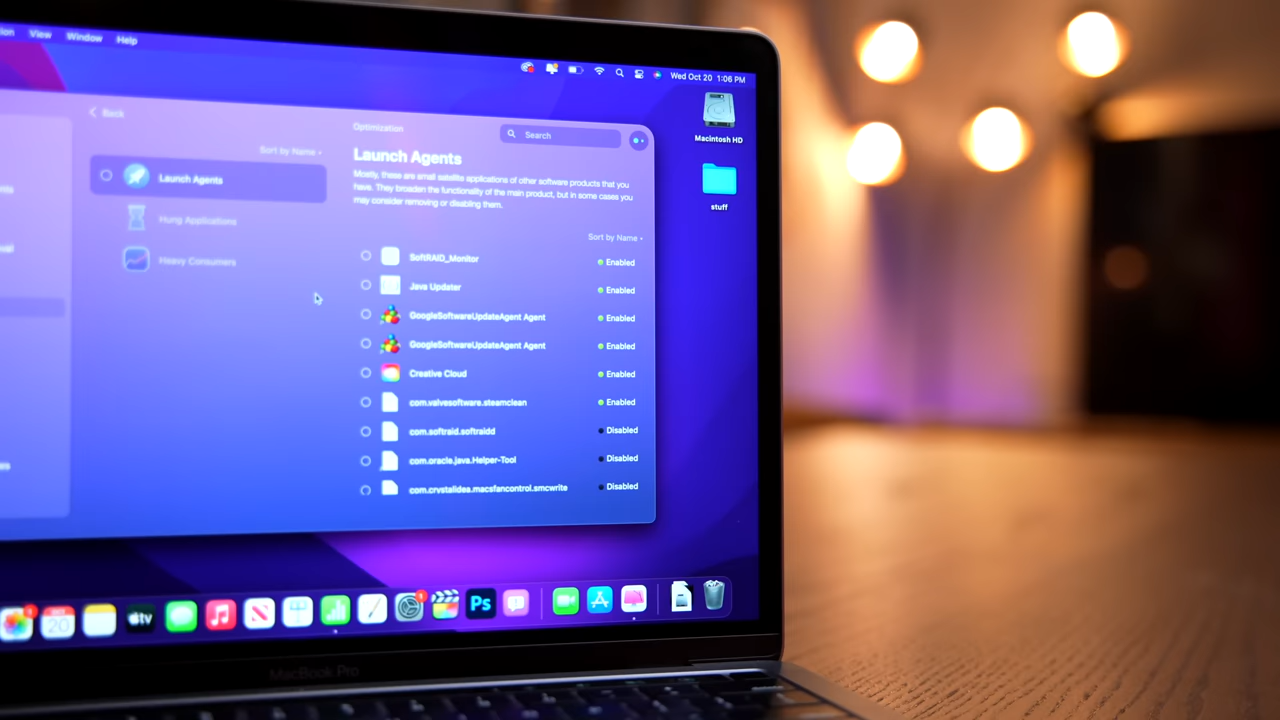 View Window Help
Wed Oct 20 1:06 PM
Macintosh HD
stuff
Back
Sort by Name
Launch Agents
Hung Applications
Heavy Consumers
Optimization
Search
Launch Agents
Mostly, these are small satellite applications of other software products that you
have. They broaden the functionality of the main product, but in some cases you
may consider removing or disabling them.
Sort by Name
SoftRAID_Monitor Enabled
Java Updater Enabled
GoogleSoftwareUpdateAgent Agent Enabled
GoogleSoftwareUpdateAgent Agent Enabled
Creative Cloud Enabled
com.valvesoftware.steamclean Enabled
com.softraid.softraidd Disabled
com.oracle.java.Helper-Tool Disabled
com.crystalidea.macsfancontrol.smcwrite Disabled
20
tv
Ps
MacBook Pro